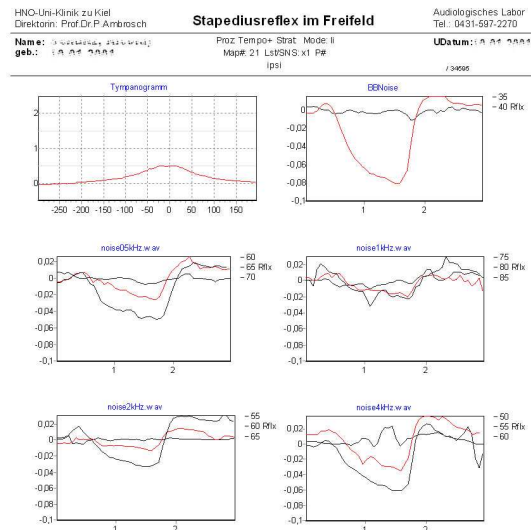 HNO-Uni-Klinik zu Kiel
Direktorin: Prof.Dr.P.Ambrosch
Stapediusreflex im Freifeld
Audiologisches Labor
Tel.: 0431-597-2270
Name:
geb.:
Proz:Tempo+ Strat: Mode: li
Map#: 21 Lst/SNS: x1 P#
ipsi
UDatum:
/ 34695
Tympanogramm
2
1
0
-250 -200 -150 -100 -50 0 50 100 150
BBNoise
0
-0,02
-0,04
-0,06
-0,08
-0,1
1 2
- 35
- 40 Rflx
noise05kHz.wav
0,02
0
-0,02
-0,04
-0,06
-0,08
-0,1
1 2
- 60
- 65 Rflx
- 70
noise1kHz.wav
0,02
0
-0,02
-0,04
-0,06
-0,08
-0,1
1 2
- 75
- 80 Rflx
- 85
noise2kHz.wav
0,02
0
-0,02
-0,04
-0,06
-0,08
-0,1
1 2
- 55
- 60 Rflx
- 65
noise4kHz.wav
0,02
0
-0,02
-0,04
-0,06
-0,08
-0,1
1 2
- 50
- 55 Rflx
- 60